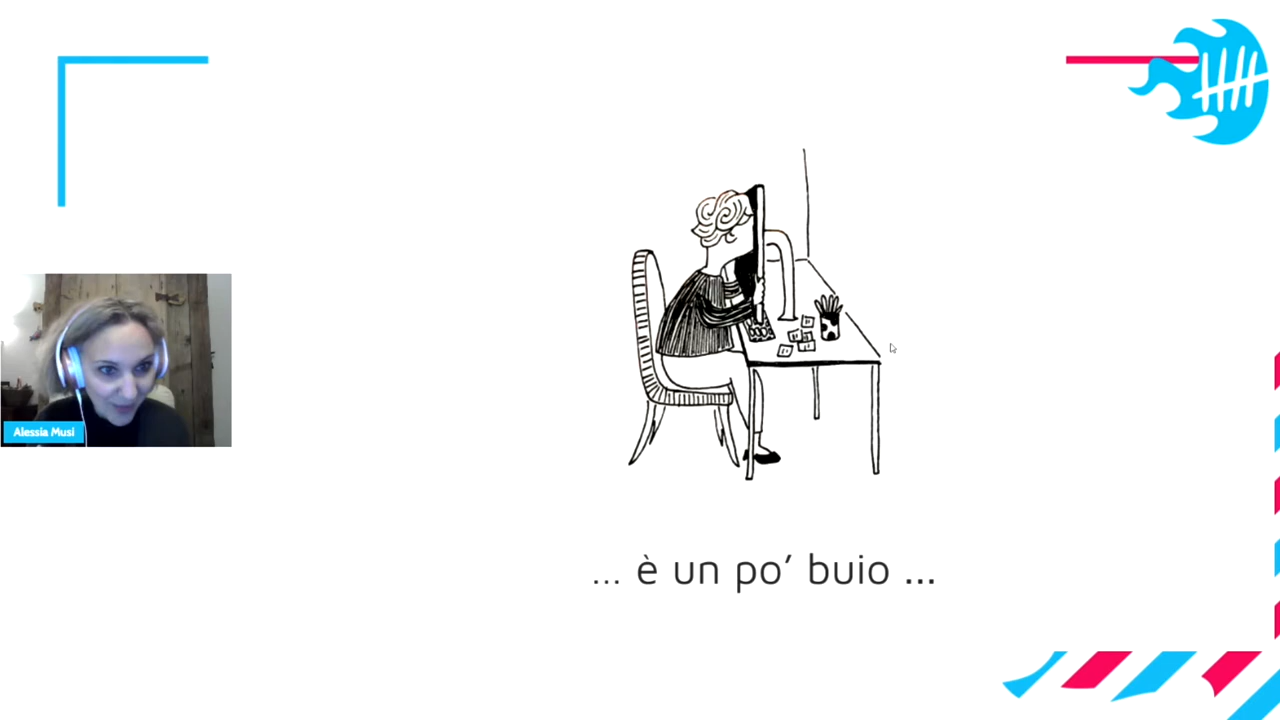 Alessia Musi
... è un po’ buio ...